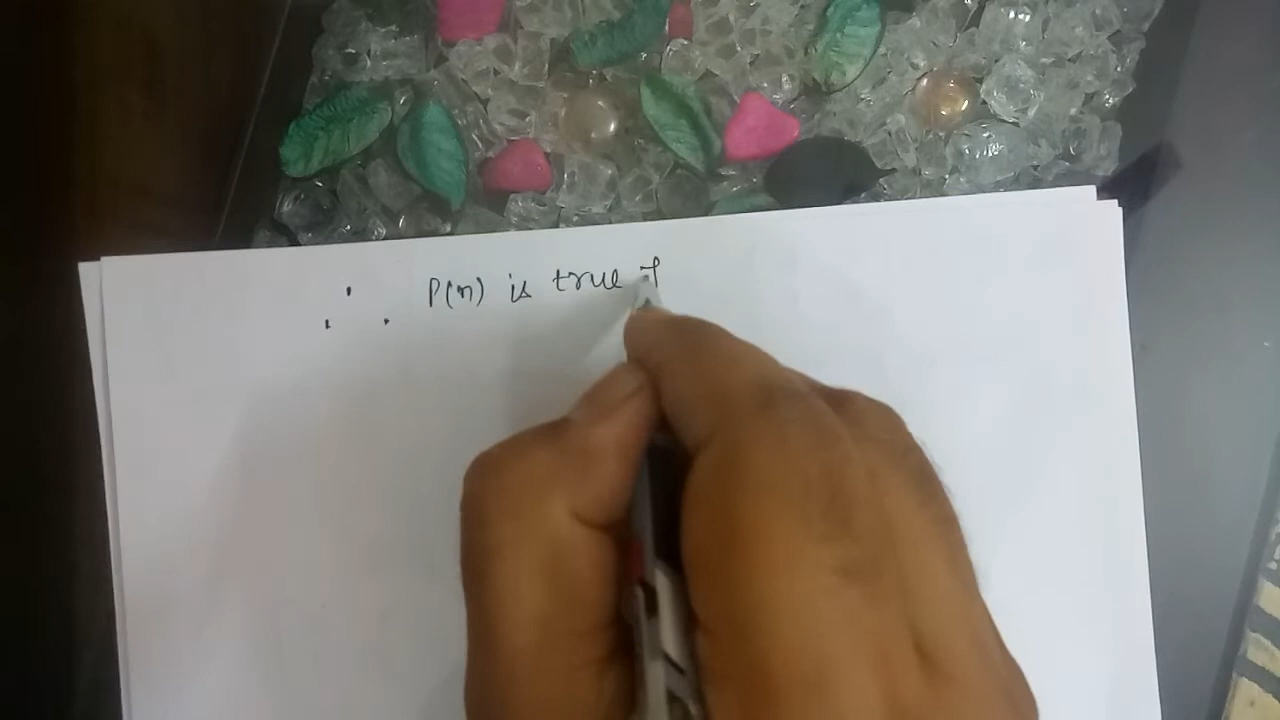 ∴ P(n) is true f